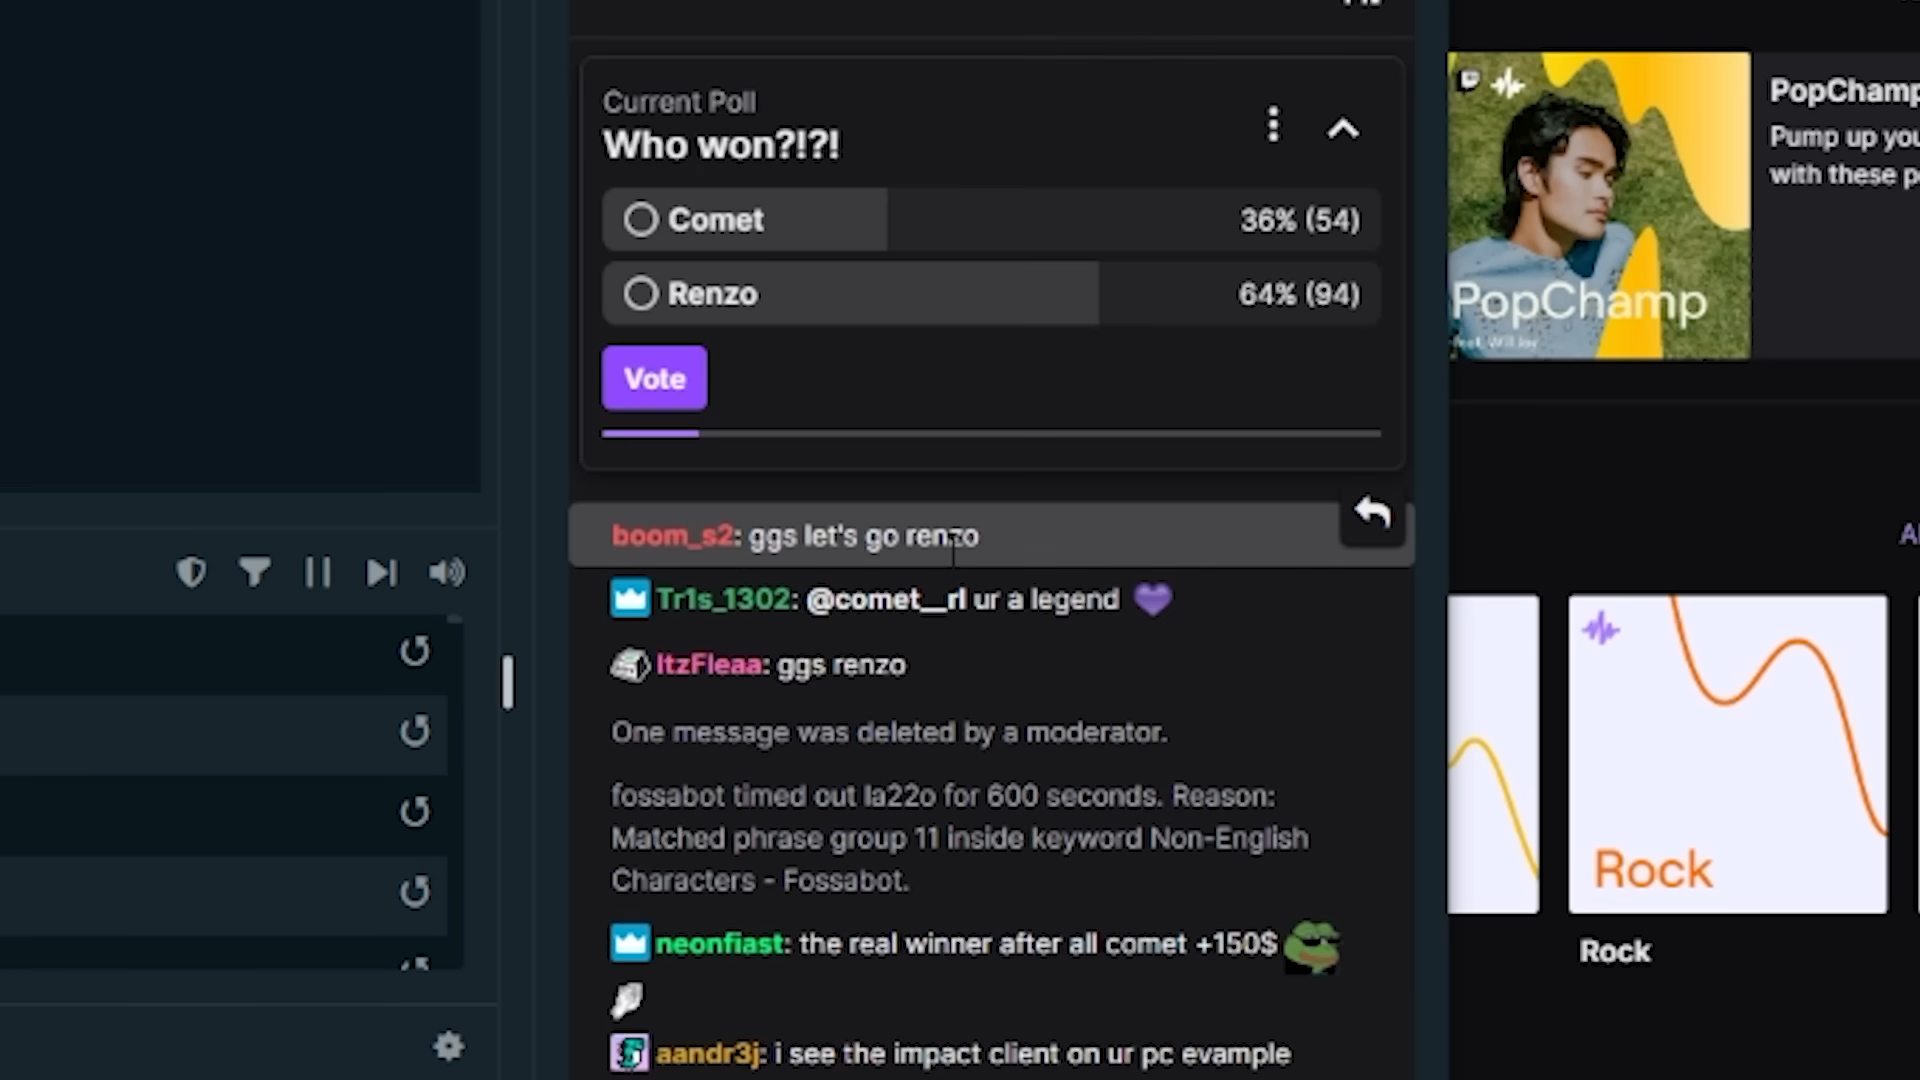 Current Poll
Who won?!?!
Comet 36% (54)
Renzo 64% (94)
Vote
boom_s2: ggs let's go renzo
Tr1s_1302: @comet__rl ur a legend
ItzFleaa: ggs renzo
One message was deleted by a moderator.
fossabot timed out la22o for 600 seconds. Reason:
Matched phrase group 11 inside keyword Non-English
Characters - Fossabot.
neonfiast: the real winner after all comet +150$
aandr3j: i see the impact client on ur pc evample
PopChamp
PopChamp
Pump up you
with these p
Rock
Rock